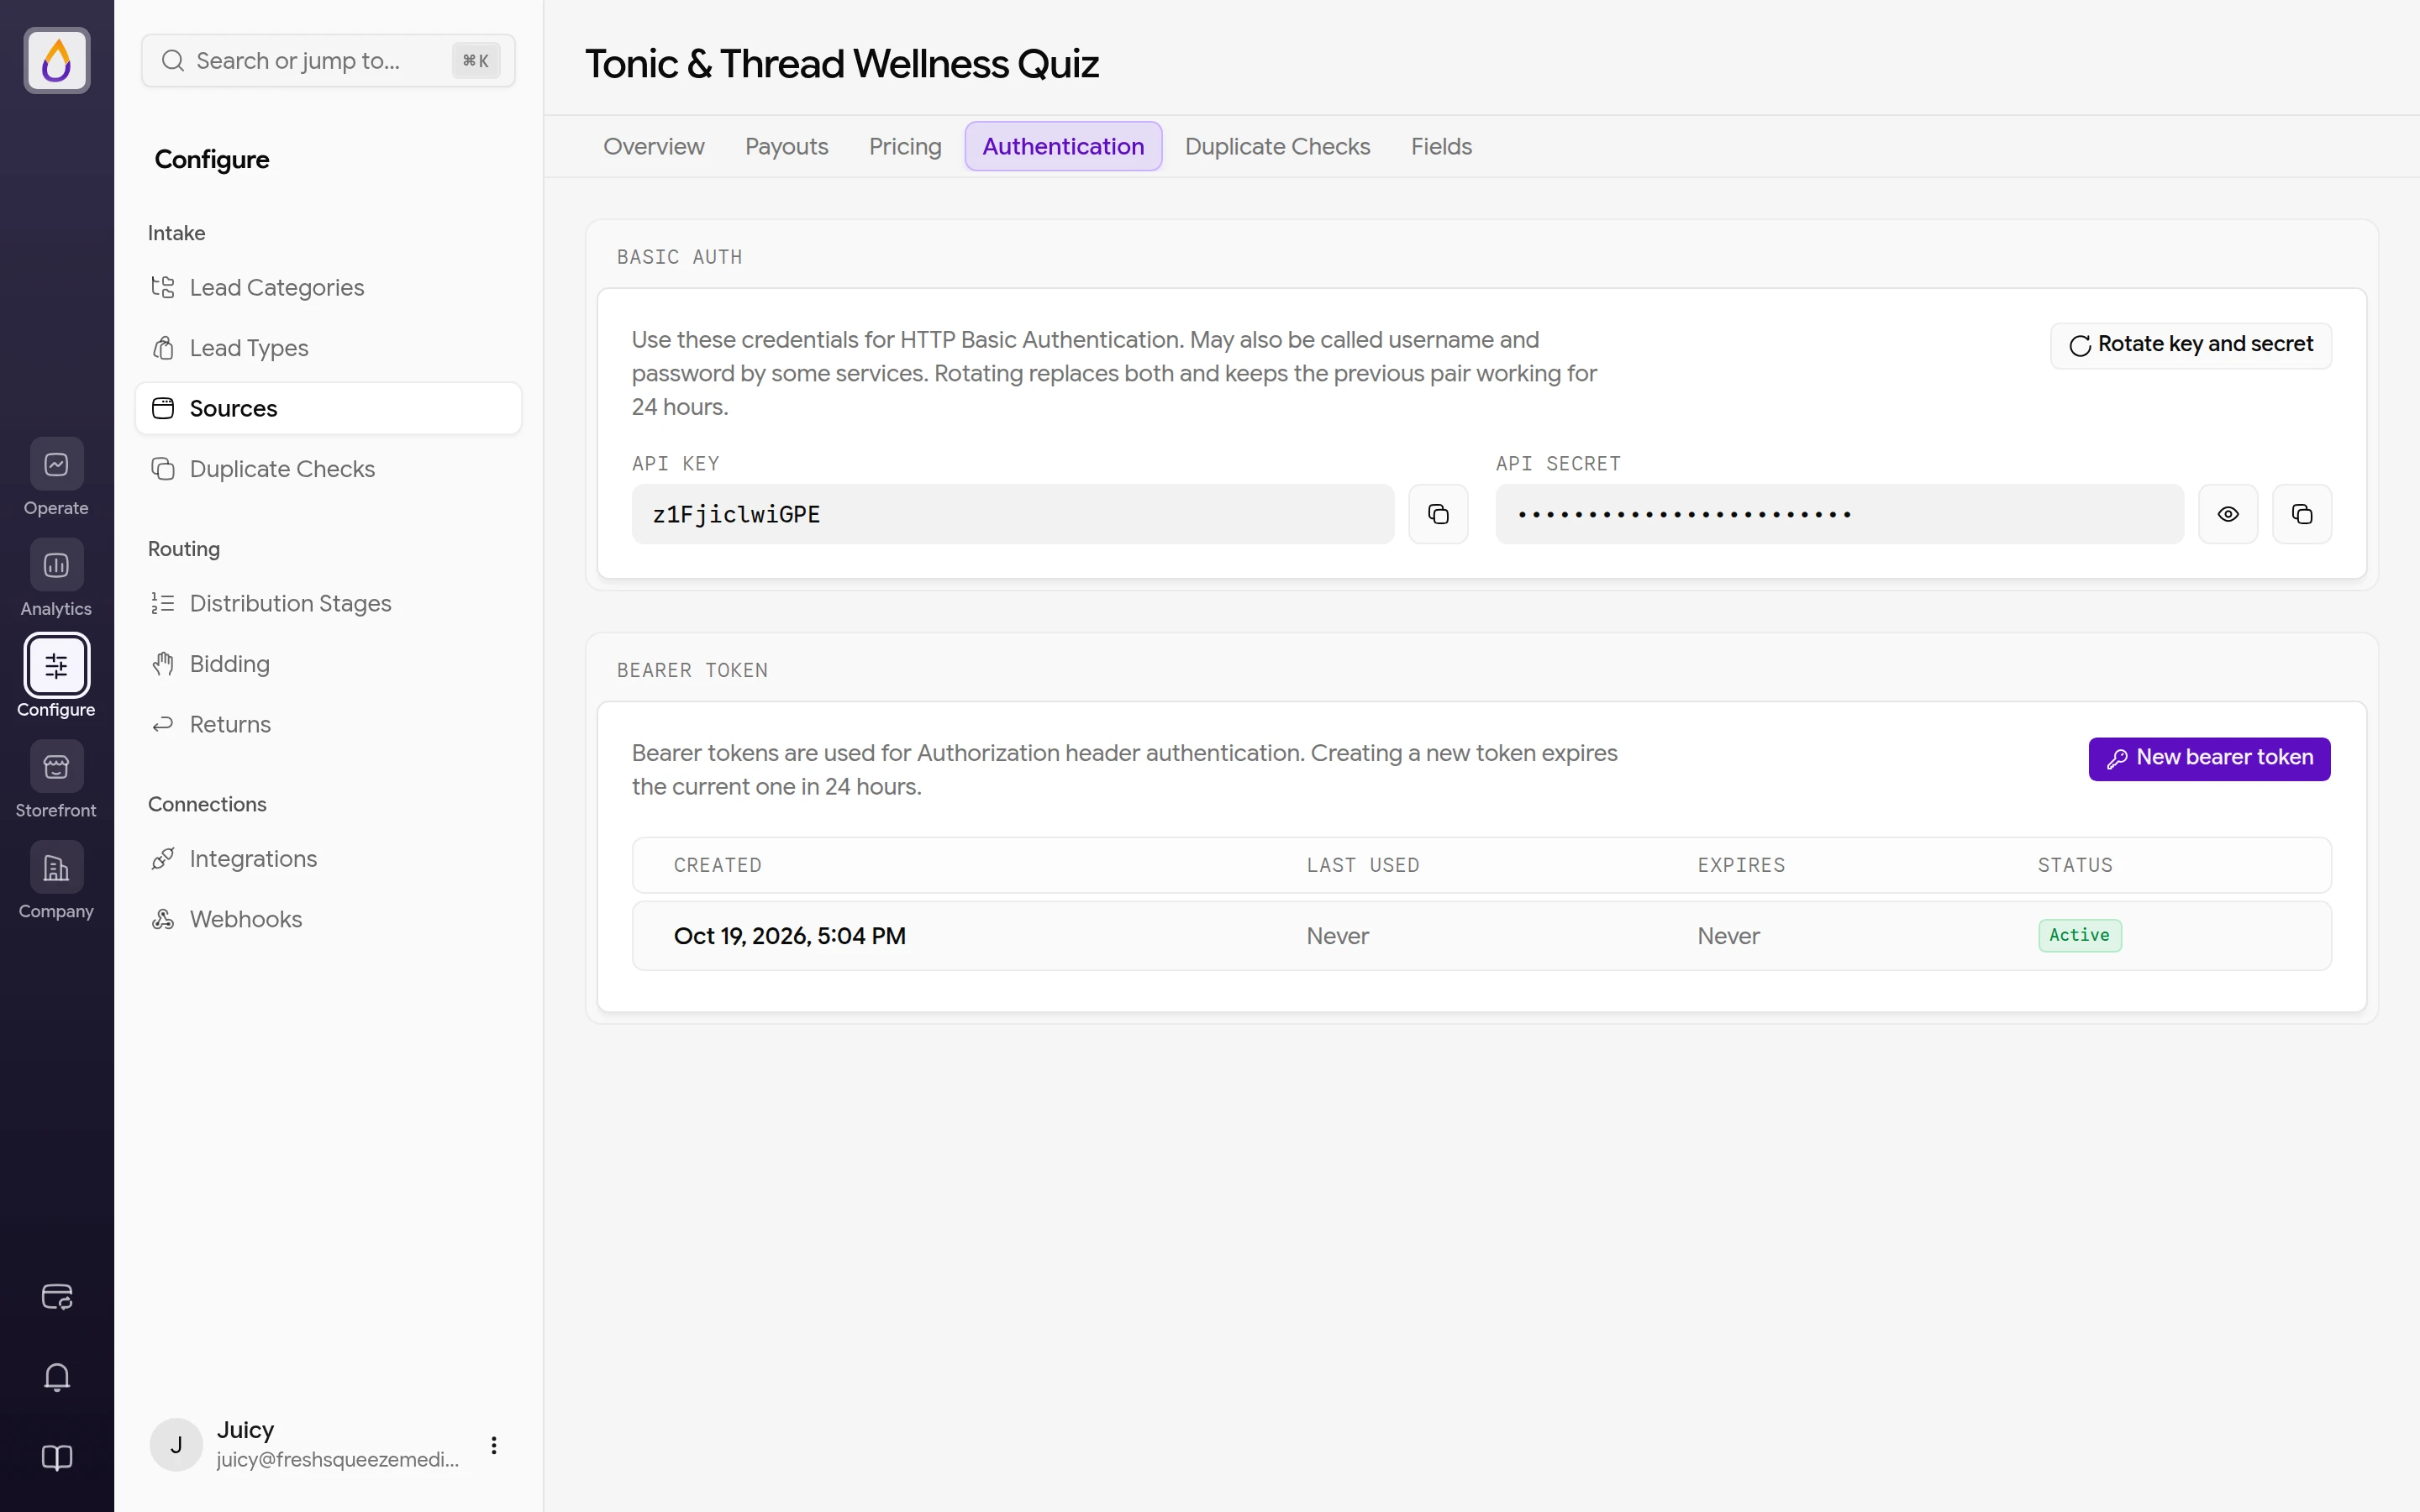 Search or jump to...
⌘K
Configure
Intake
Lead Categories
Lead Types
Sources
Duplicate Checks
Routing
Distribution Stages
Bidding
Returns
Connections
Integrations
Webhooks
Operate
Analytics
Configure
Storefront
Company
Juicy
J
juicy@freshsqueezemedi...
Tonic & Thread Wellness Quiz
Overview
Payouts
Pricing
Authentication
Duplicate Checks
Fields
BASIC AUTH
Use these credentials for HTTP Basic Authentication. May also be called username and
password by some services. Rotating replaces both and keeps the previous pair working for
24 hours.
Rotate key and secret
API KEY
z1FjiclwiGPE
API SECRET
••••••••••••••••••••••••
BEARER TOKEN
Bearer tokens are used for Authorization header authentication. Creating a new token expires
the current one in 24 hours.
New bearer token
CREATED
LAST USED
EXPIRES
STATUS
Oct 19, 2026, 5:04 PM
Never
Never
Active